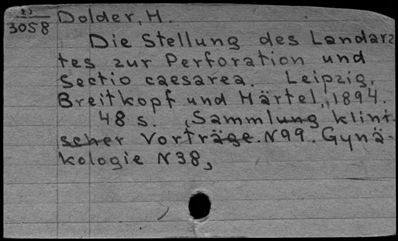 3058 Dolder, H.
Die Stellung des Landarz
tes zur Perforation und
Sectio caesarea. Leipzig,
Breitkopf und Härtel, 1894.
48 s. Sammlung klini
scher Vorträge. N99. Gynä-
kologie N38,